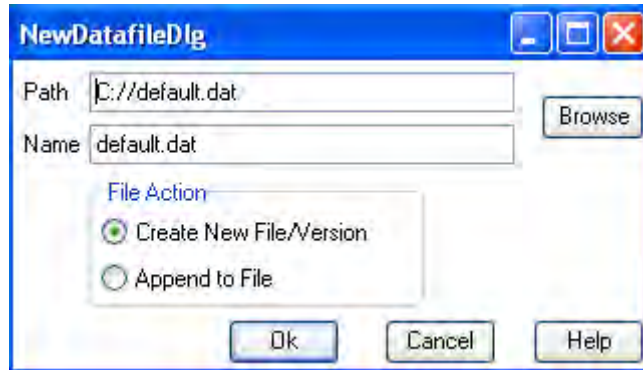 NewDatafileDlg
Path C://default.dat
Browse
Name default.dat
File Action
Create New File/Version
Append to File
Ok Cancel Help